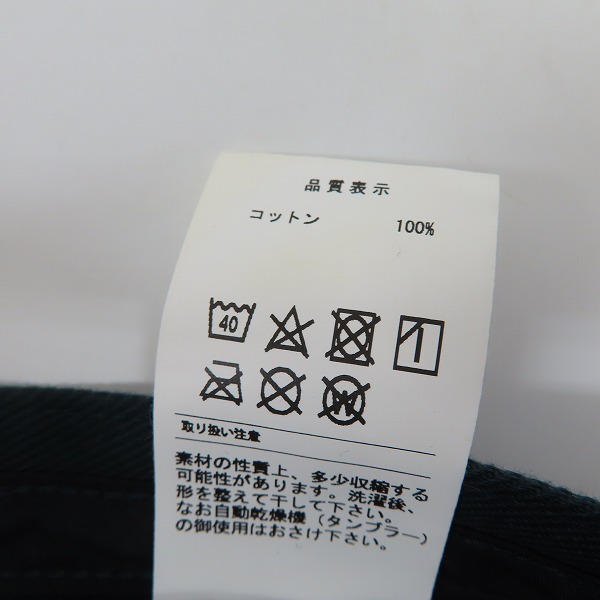 品質表示
コットン 100%
40
W
取り扱い注意
素材の性質上、多少収縮する
可能性があります。洗濯後、
形を整えて干して下さい。
なお自動乾燥機(タンブラー)
の御使用はおさけ下さい。